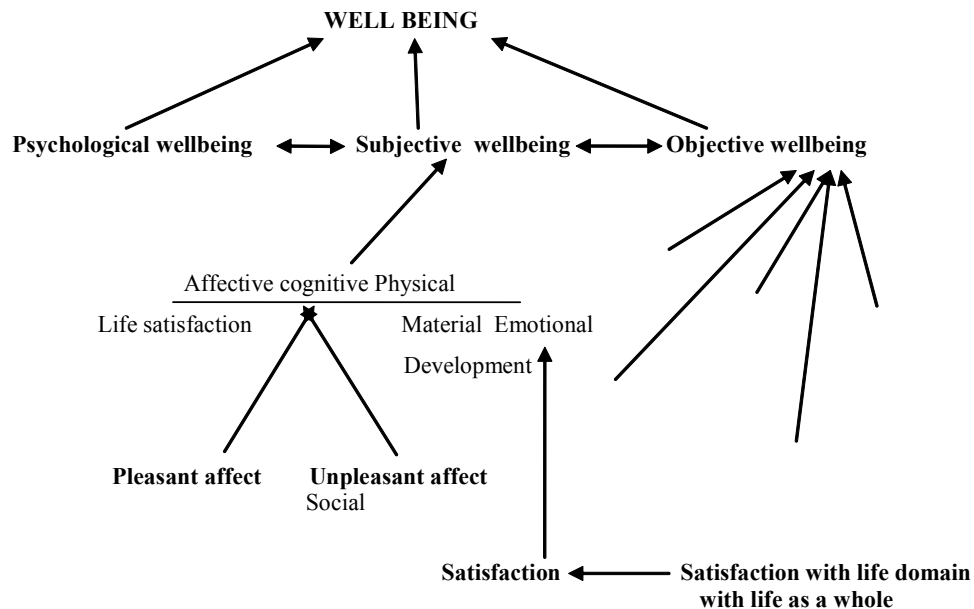 WELL BEING
Psychological wellbeing Subjective wellbeing Objective wellbeing
Affective cognitive Physical
Life satisfaction Material Emotional
Development
Pleasant affect Unpleasant affect
Social
Satisfaction Satisfaction with life domain
with life as a whole